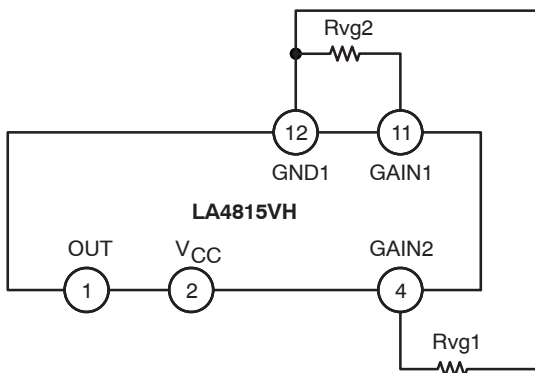 Rvg2
12
11
GND1
GAIN1
LA4815VH
OUT
VCC
GAIN2
1
2
4
Rvg1